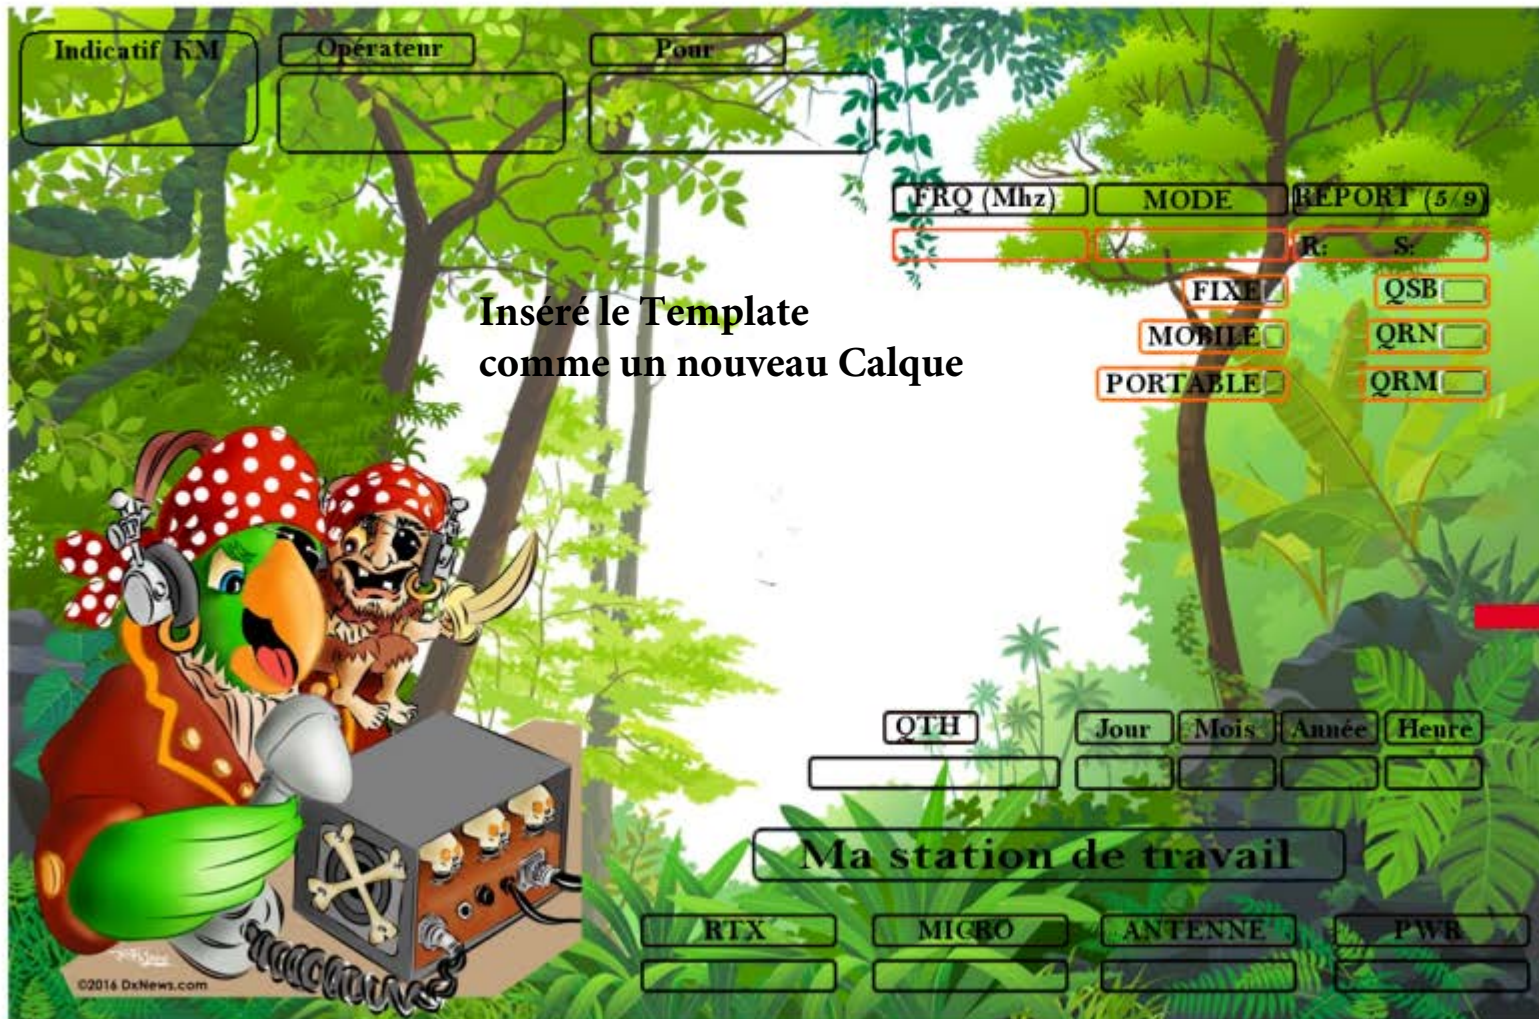 Indicatif KM
Opérateur
Pour
FRQ (Mhz)
MODE
REPORT (5/9)
R: S:
FIXE
QSB
MOBILE
QRN
PORTABLE
QRM
Inséré le Template
comme un nouveau Calque
QTH
Jour
Mois
Année
Heure
Ma station de travail
RTX
MICRO
ANTENNE
PWR
©2016 DxNews.com